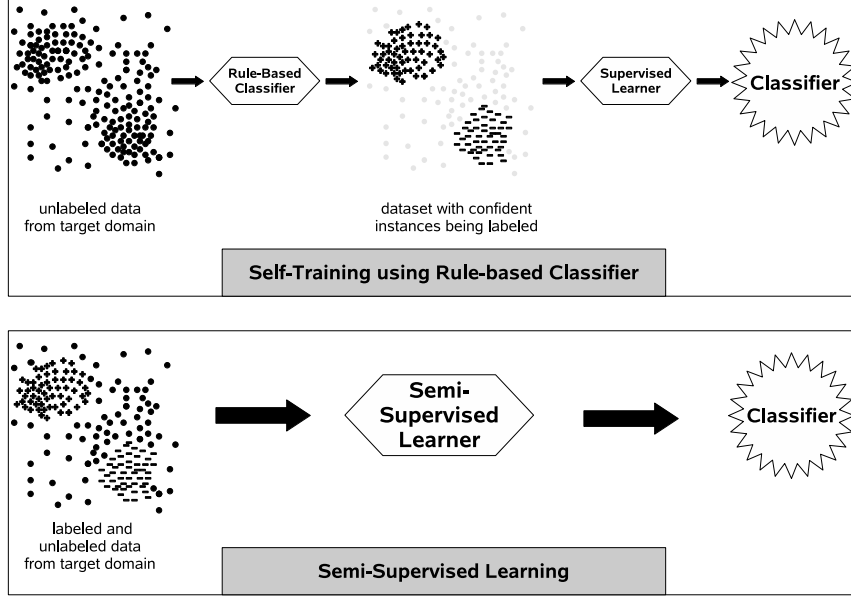 Rule-Based
Classifier
Supervised
Learner
Classifier
unlabeled data
from target domain
dataset with confident
instances being labeled
Self-Training using Rule-based Classifier
Semi-
Supervised
Learner
Classifier
labeled and
unlabeled data
from target domain
Semi-Supervised Learning